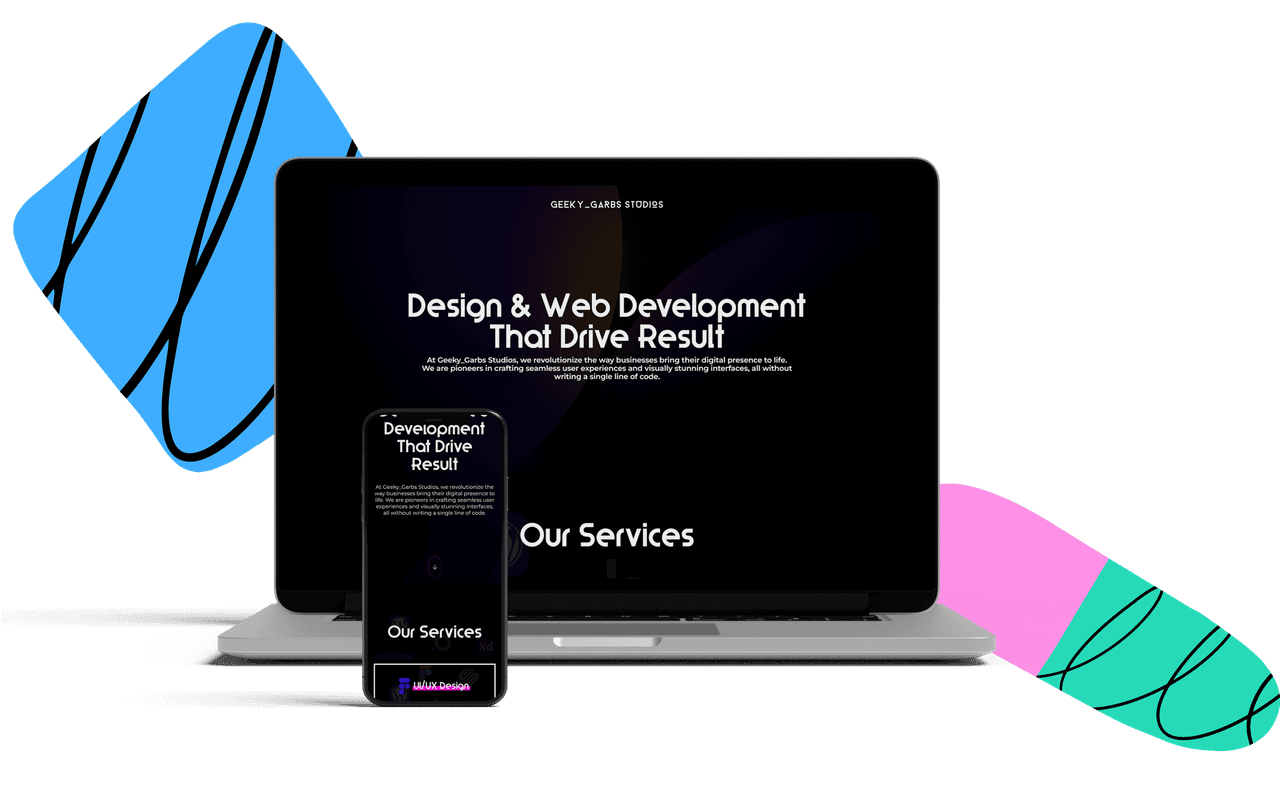 GEEKY_GARBS STUDIOS
Design & Web Development
That Drive Result
At Geeky_Garbs Studios, we revolutionize the way businesses bring their digital presence to life.
We are pioneers in crafting seamless user experiences and visually stunning interfaces, all without
writing a single line of code.
Our Services
Development
That Drive
Result
At Geeky_Garbs Studios, we revolutionize the
way businesses bring their digital presence to
life. We are pioneers in crafting seamless user
experiences and visually stunning interfaces,
all without writing a single line of code.
Our Services
Xd
UI/UX Design